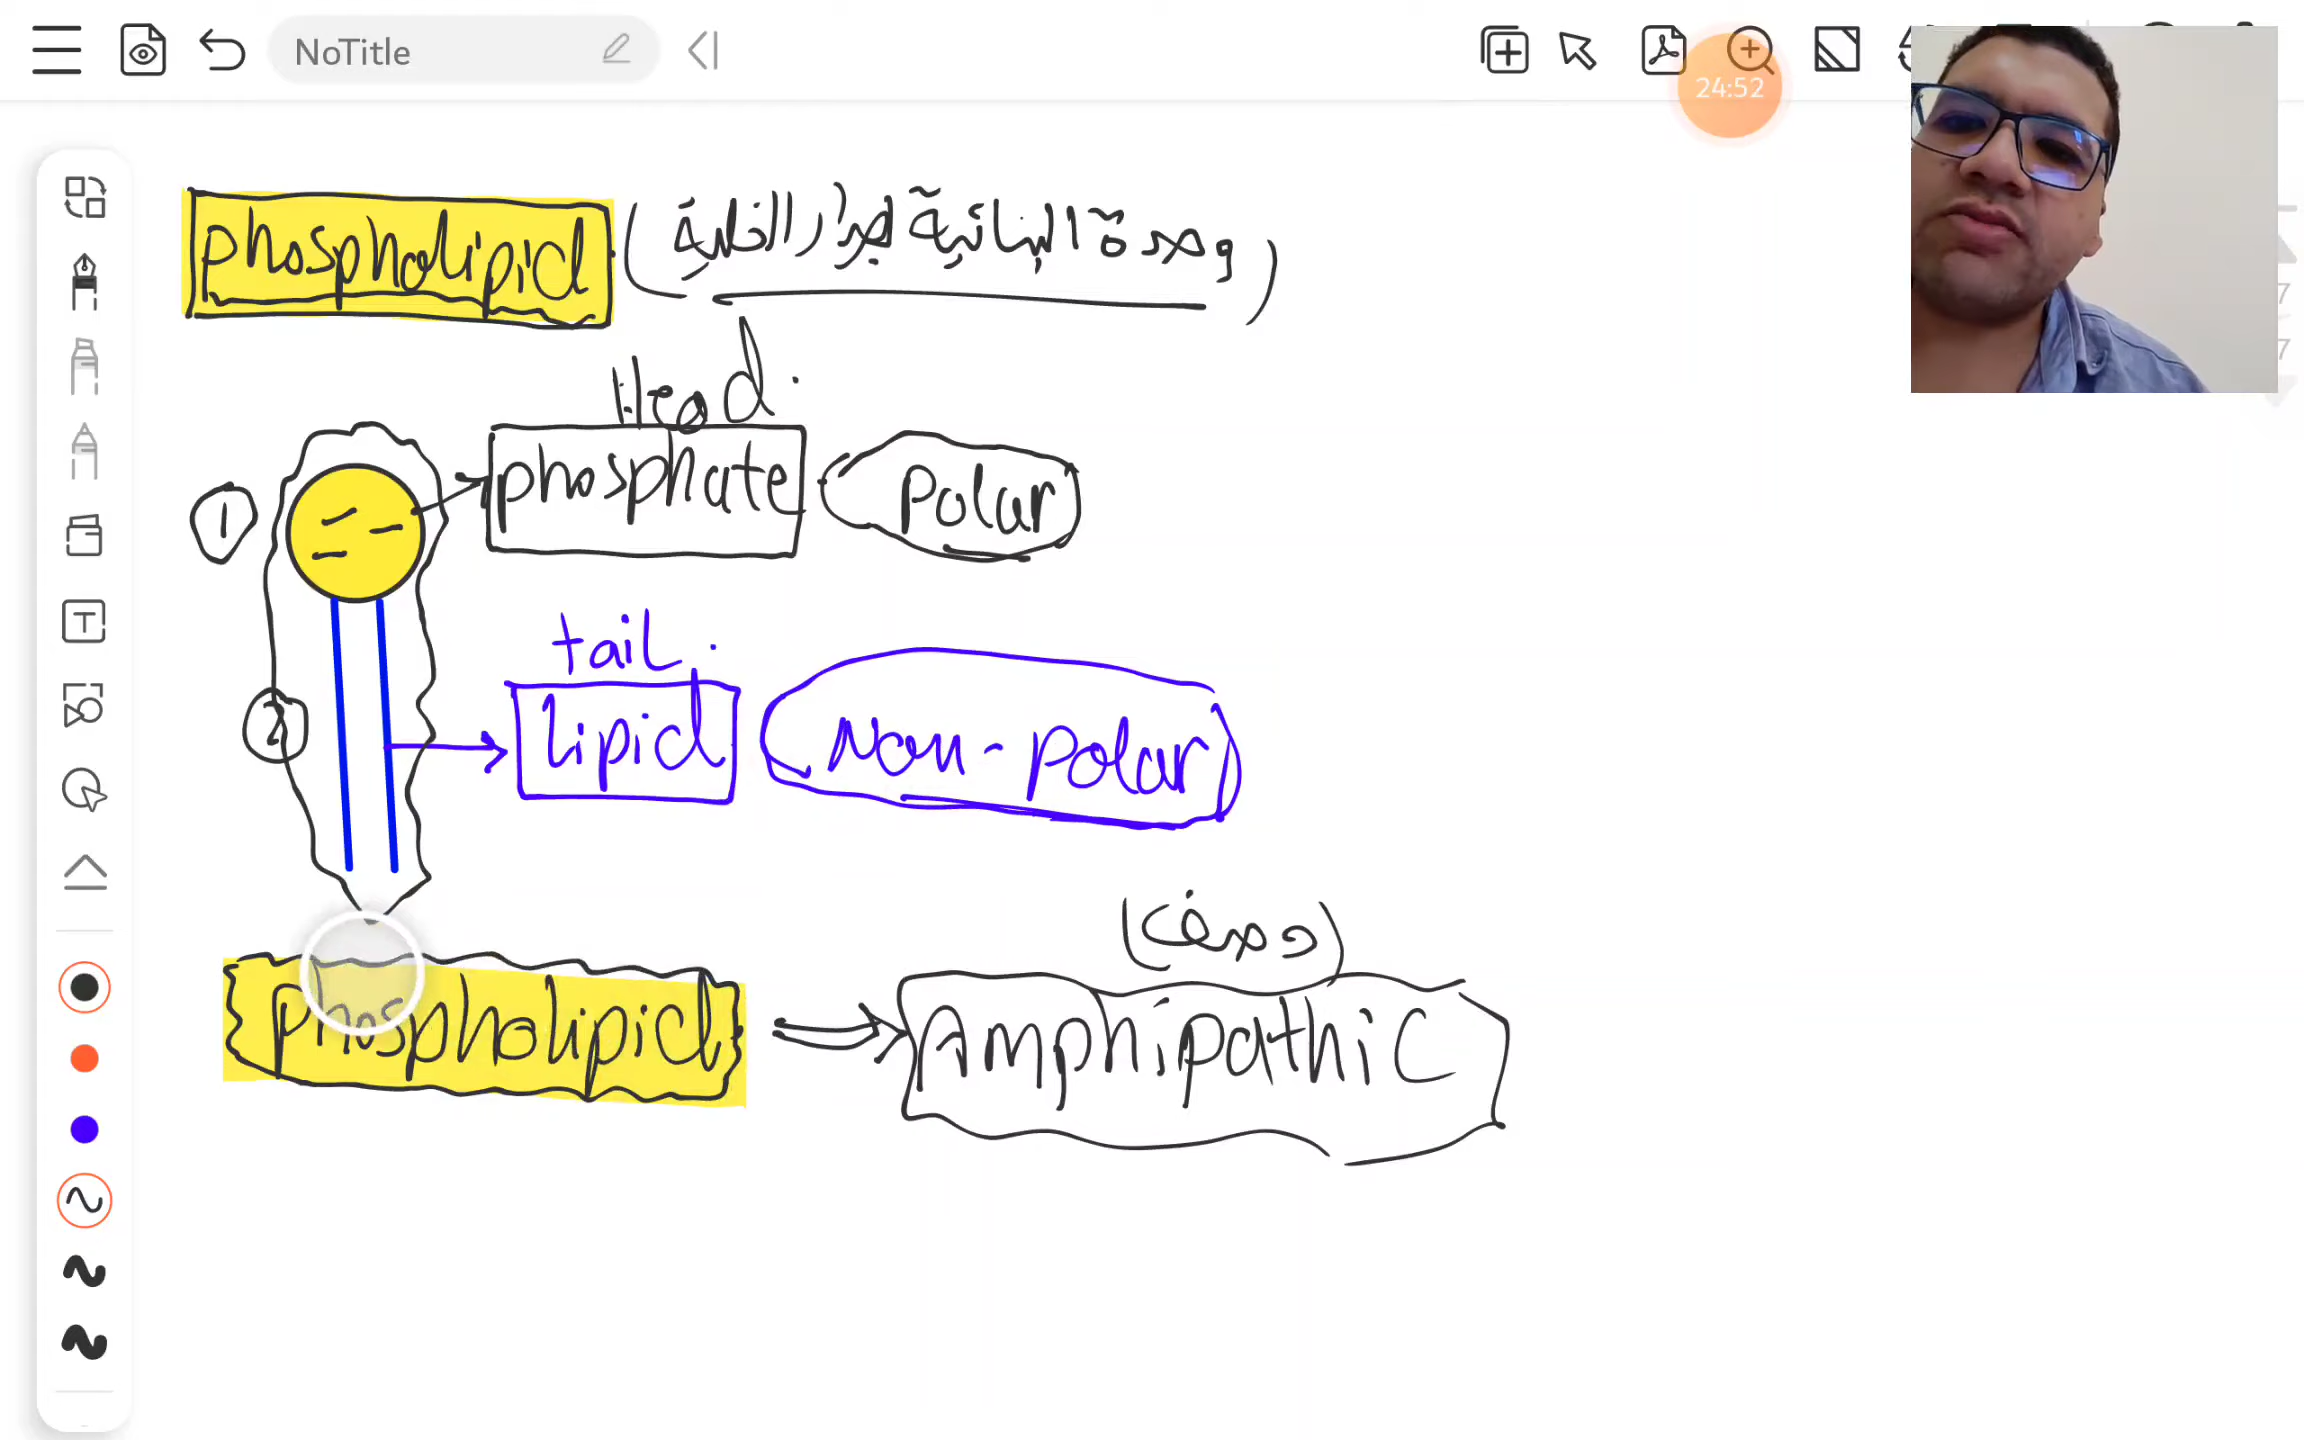 NoTitle
24:52
phospholipid (وحدة البنائية لجدار الخلية)
Head
1 phosphate Polar
tail
2 lipid Non-polar
(وصف)
phospholipid ⇒ AmphipathiC